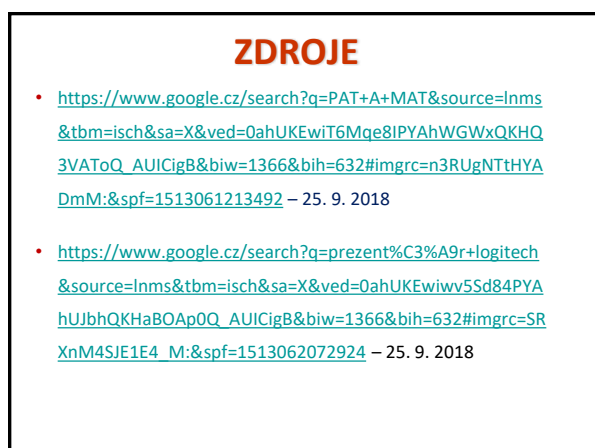 ZDROJE
• https://www.google.cz/search?q=PAT+A+MAT&source=lnms
&tbm=isch&sa=X&ved=0ahUKEwiT6Mqe8IPYAhWGWxQKHQ
3VAToQ_AUICigB&biw=1366&bih=632#imgrc=n3RUgNTtHYA
DmM:&spf=1513061213492 – 25. 9. 2018
• https://www.google.cz/search?q=prezent%C3%A9r+logitech
&source=lnms&tbm=isch&sa=X&ved=0ahUKEwiwv5Sd84PYA
hUJbhQKHaBOAp0Q_AUICigB&biw=1366&bih=632#imgrc=SR
XnM4SJE1E4_M:&spf=1513062072924 – 25. 9. 2018